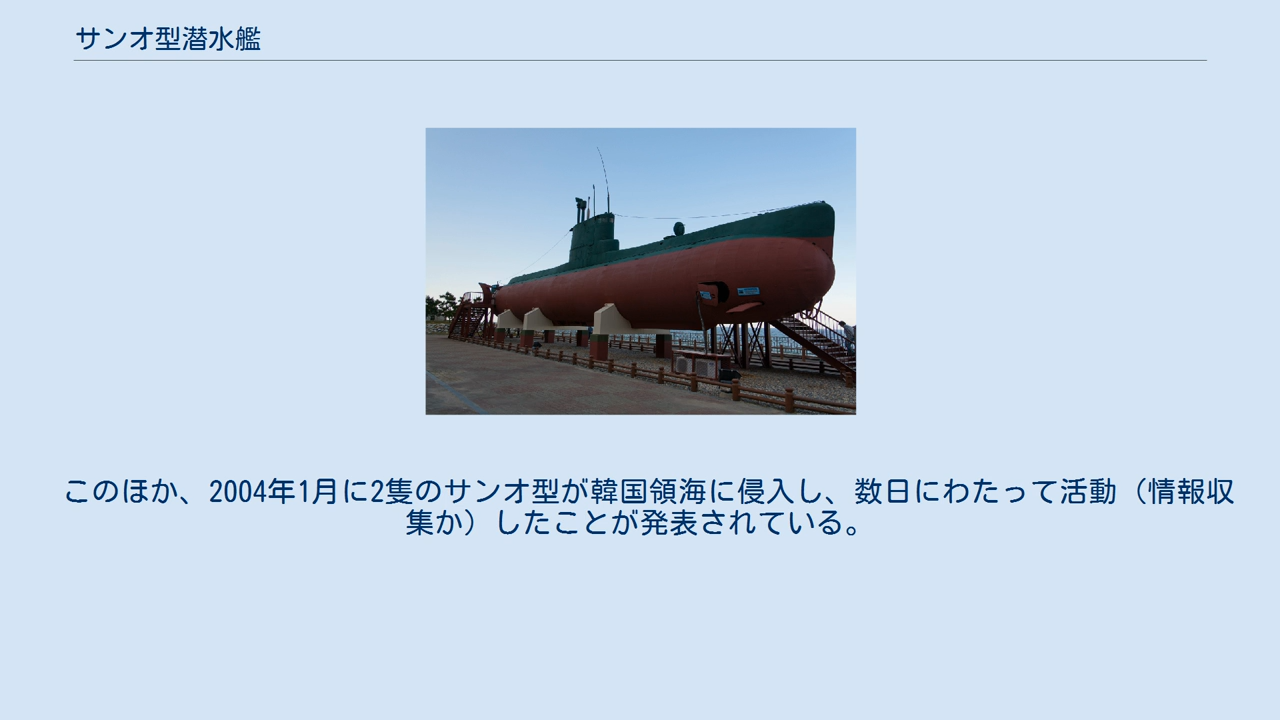 サンオ型潜水艦
このほか、2004年1月に2隻のサンオ型が韓国領海に侵入し、数日にわたって活動（情報収
集か）したことが発表されている。